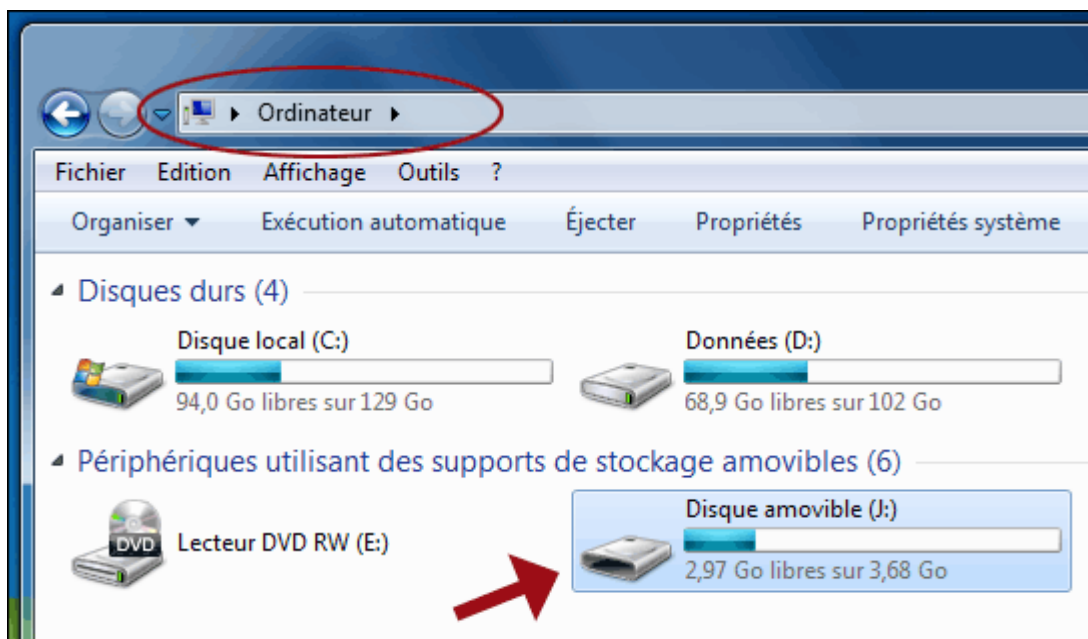 Ordinateur
Fichier Edition Affichage Outils ?
Organiser Exécution automatique Éjecter Propriétés Propriétés système
Disques durs (4)
Disque local (C:)
94,0 Go libres sur 129 Go
Données (D:)
68,9 Go libres sur 102 Go
Périphériques utilisant des supports de stockage amovibles (6)
DVD
Lecteur DVD RW (E:)
Disque amovible (J:)
2,97 Go libres sur 3,68 Go